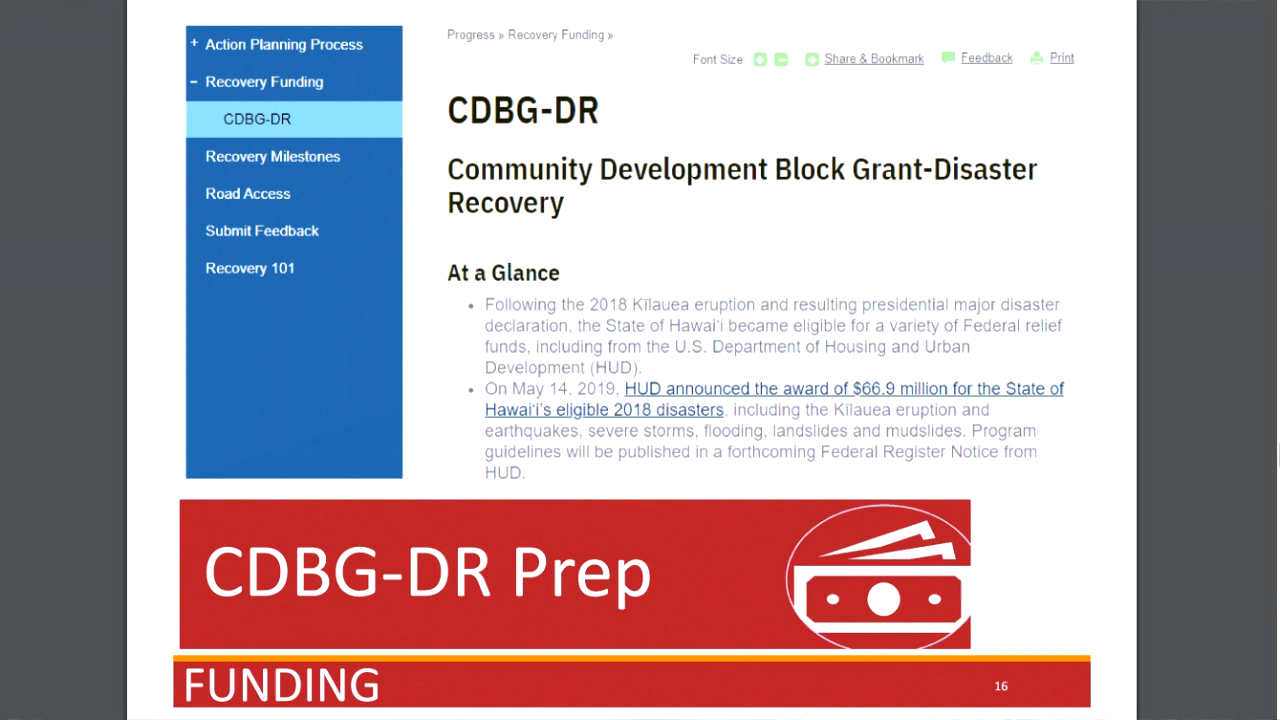 + Action Planning Process
– Recovery Funding
CDBG-DR
Recovery Milestones
Road Access
Submit Feedback
Recovery 101
Progress » Recovery Funding »
Font Size
Share & Bookmark
Feedback
Print
CDBG-DR
Community Development Block Grant-Disaster
Recovery
At a Glance
• Following the 2018 Kīlauea eruption and resulting presidential major disaster
declaration, the State of Hawaiʻi became eligible for a variety of Federal relief
funds, including from the U.S. Department of Housing and Urban
Development (HUD).
• On May 14, 2019, HUD announced the award of $66.9 million for the State of
Hawaiʻi's eligible 2018 disasters, including the Kīlauea eruption and
earthquakes, severe storms, flooding, landslides and mudslides. Program
guidelines will be published in a forthcoming Federal Register Notice from
HUD.
CDBG-DR Prep
FUNDING
16